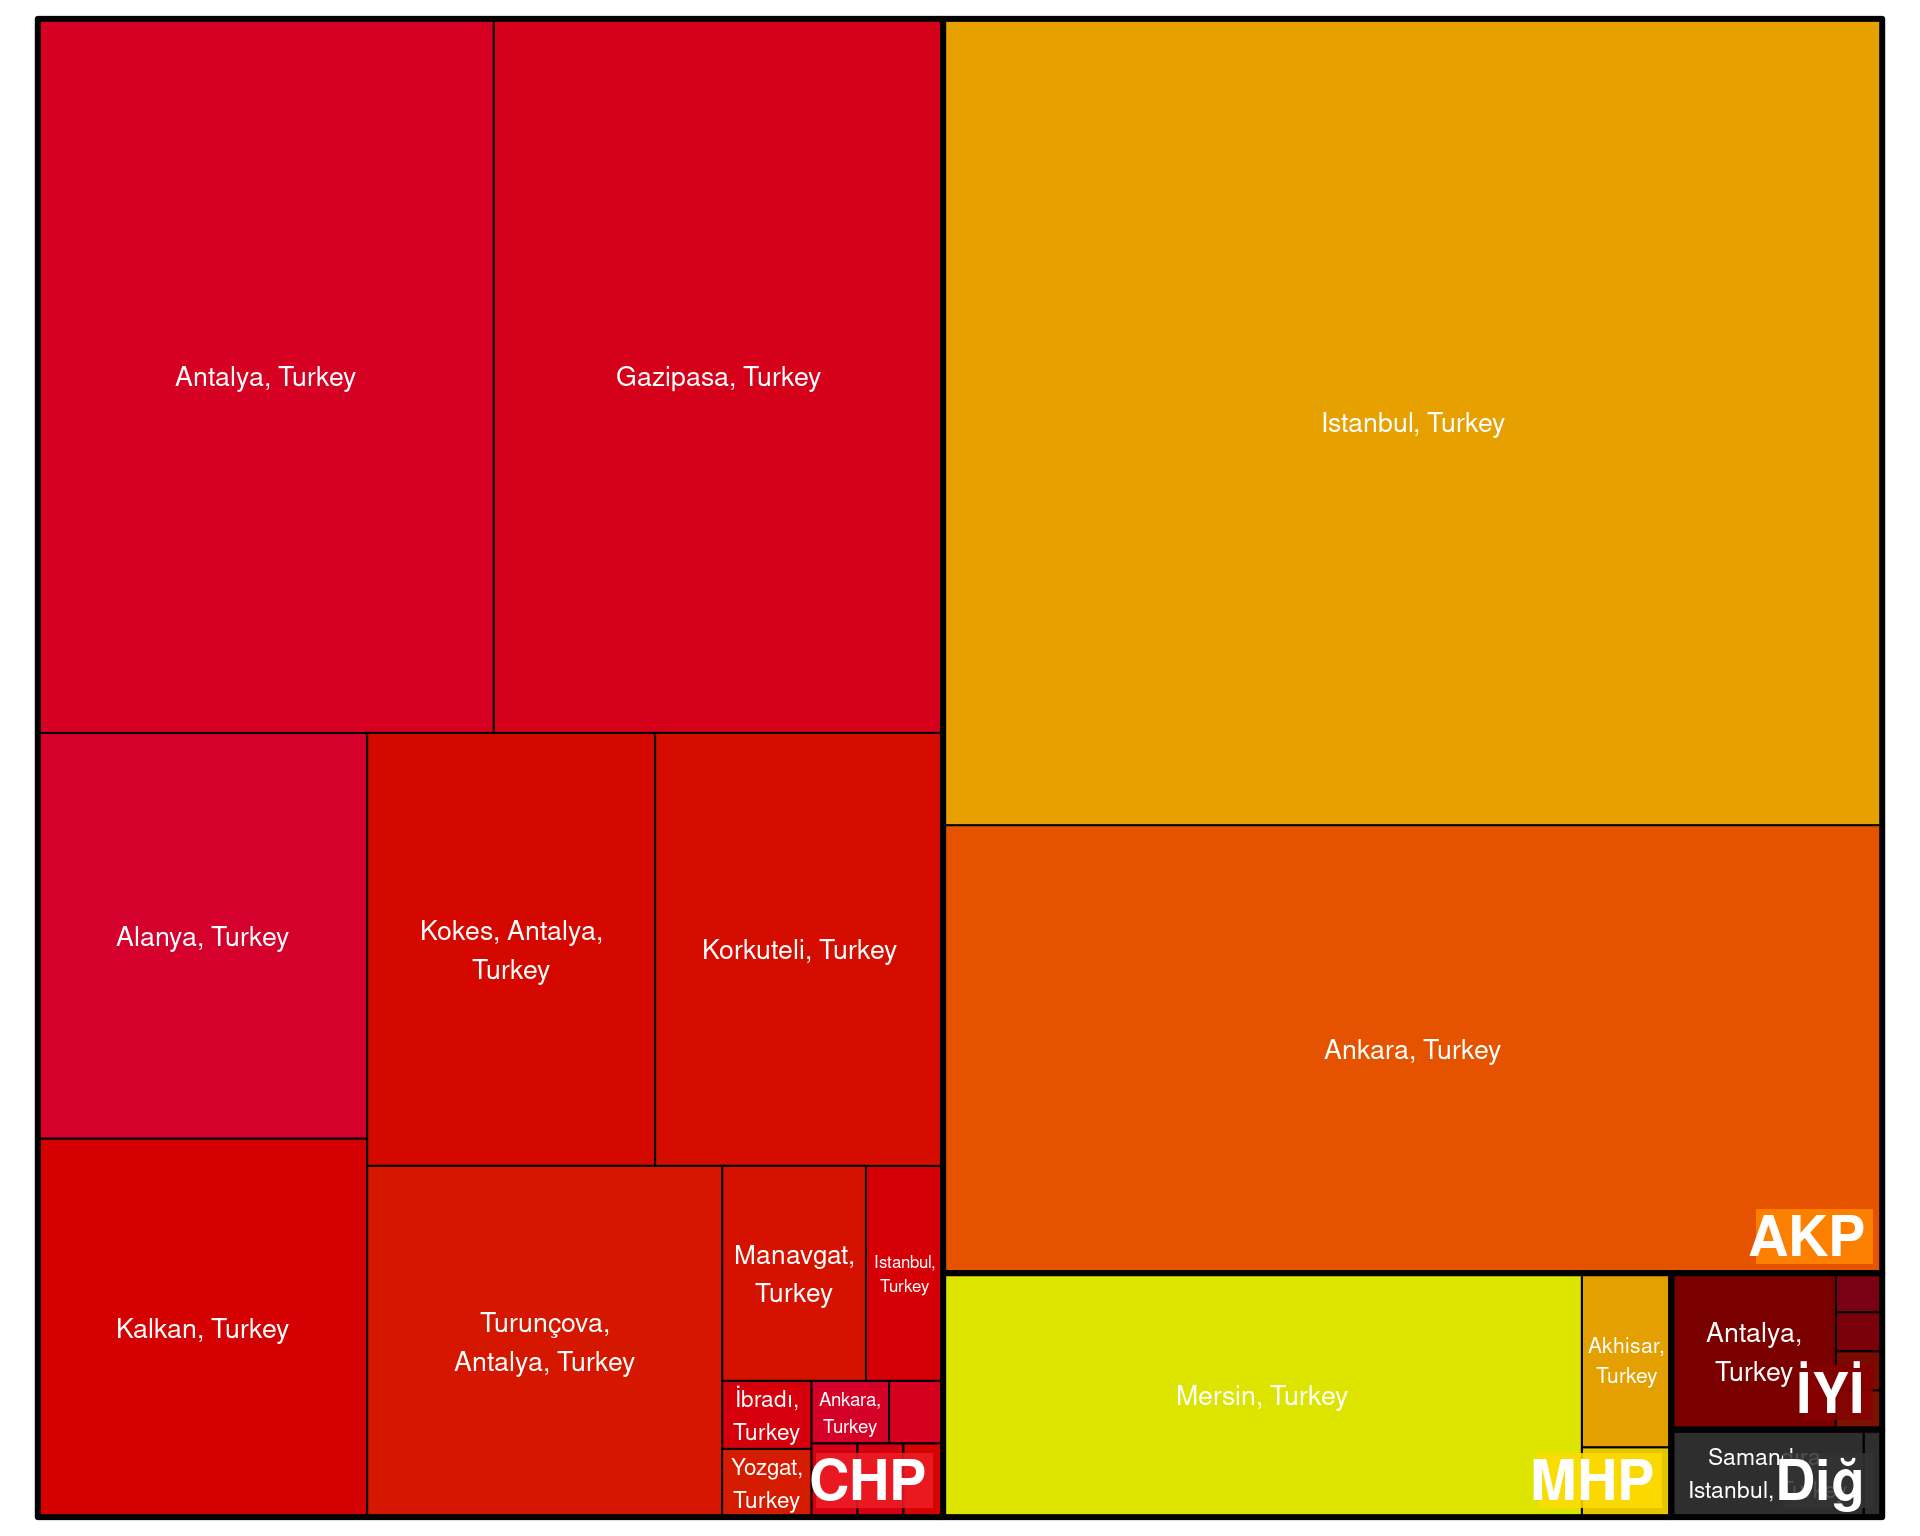 Antalya, Turkey
Gazipasa, Turkey
Istanbul, Turkey
Alanya, Turkey
Kokes, Antalya,
Turkey
Korkuteli, Turkey
Ankara, Turkey
Kalkan, Turkey
Turunçova,
Antalya, Turkey
Manavgat,
Turkey
Istanbul,
Turkey
İbradı,
Turkey
Ankara,
Turkey
Yozgat,
Turkey
CHP
AKP
Mersin, Turkey
Akhisar,
Turkey
MHP
Antalya,
Turkey
İYİ
Samandıra,
Istanbul,
Diğ